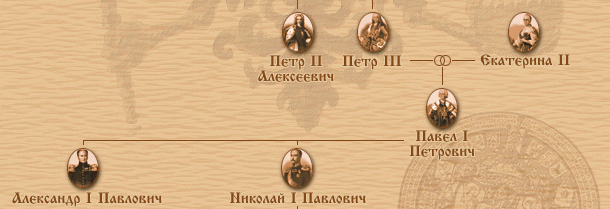 Петр II
Алексеевич
Петр III
Екатерина II
Павел I
Петрович
Александр I Павлович
Николай I Павлович